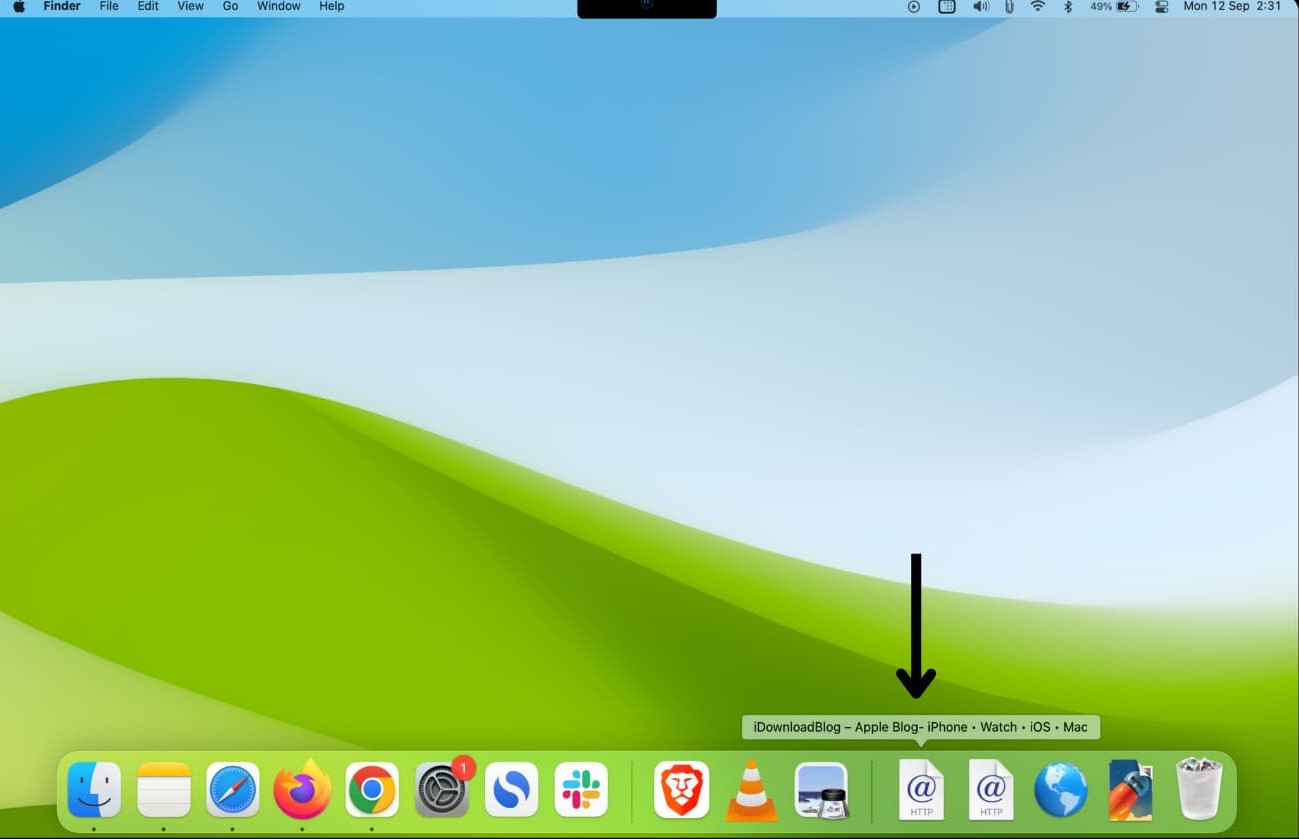 Finder File Edit View Go Window Help 49% Mon 12 Sep 2:31
iDownloadBlog – Apple Blog- iPhone • Watch • iOS • Mac
1
@ @
HTTP HTTP